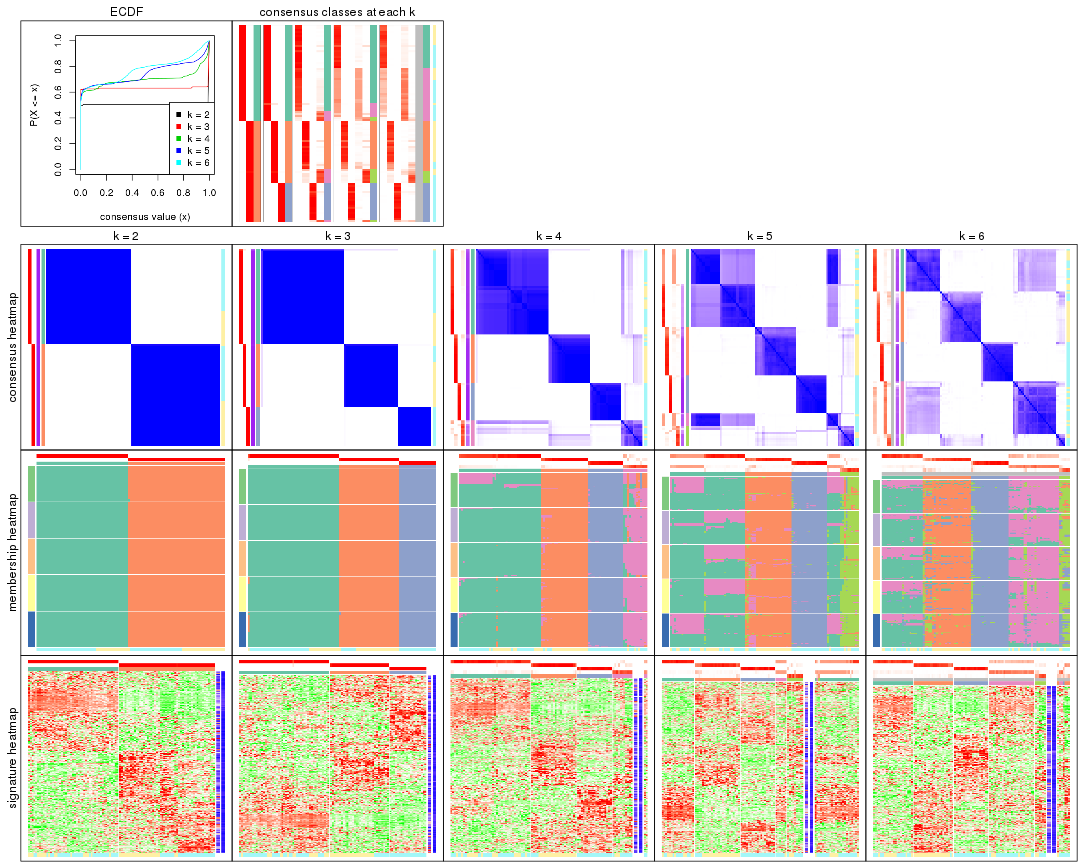 ECDF
consensus classes at each k
P(X <= x)
0.0 0.2 0.4 0.6 0.8 1.0
k = 2
k = 3
k = 4
k = 5
k = 6
0.0 0.2 0.4 0.6 0.8 1.0
consensus value (x)
k = 2 k = 3 k = 4 k = 5 k = 6
consensus heatmap
membership heatmap
signature heatmap